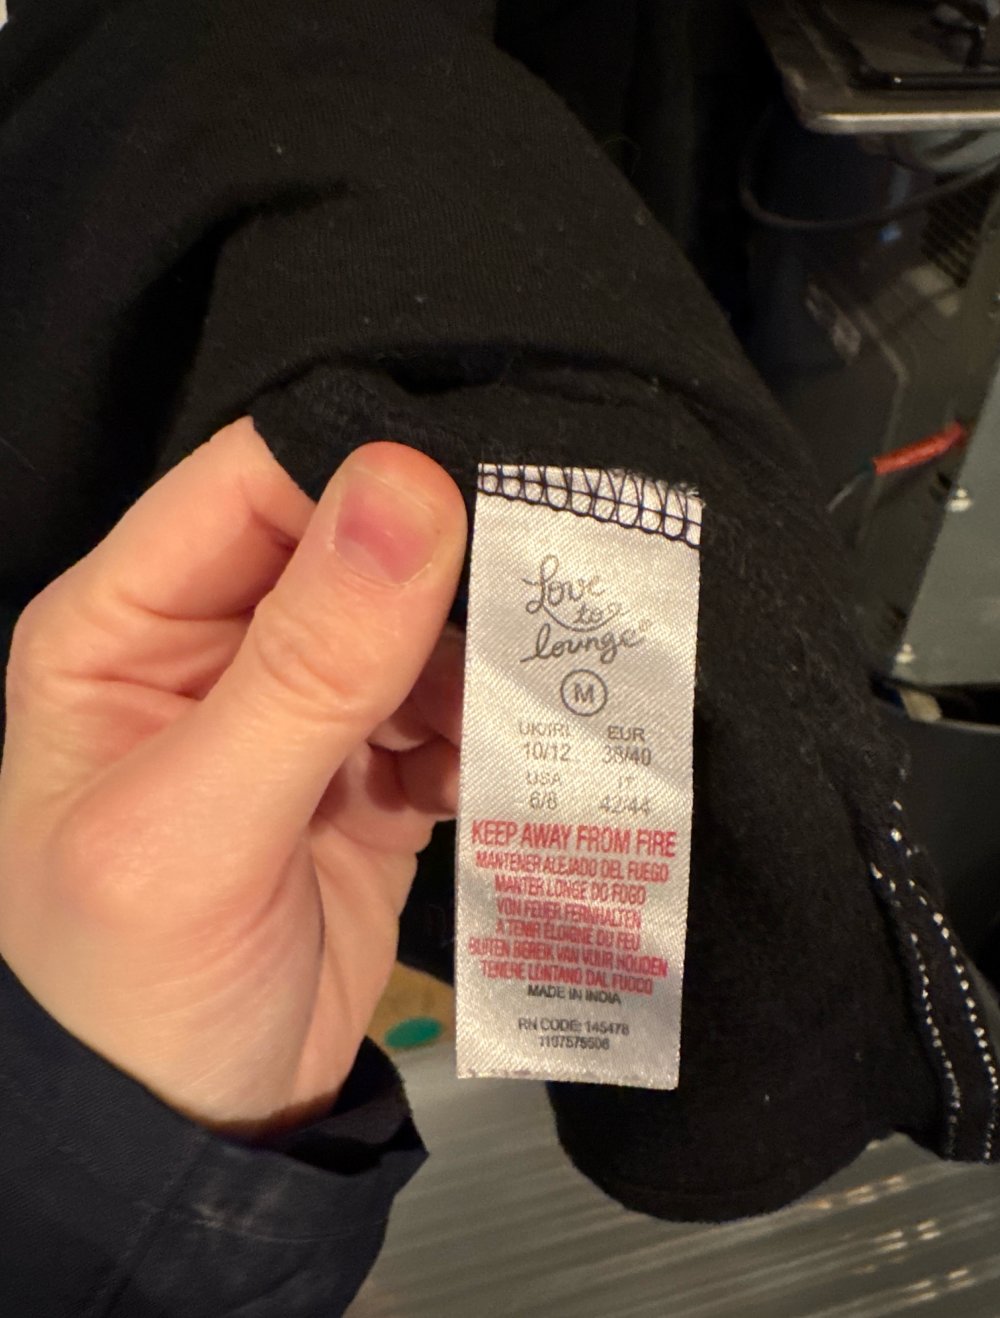 Love
to
lounge®
M
UK/IRL EUR
10/12 38/40
USA IT
6/8 42/44
KEEP AWAY FROM FIRE
MANTENER ALEJADO DEL FUEGO
MANTER LONGE DO FOGO
VON FEUER FERNHALTEN
A TENIR ÉLOIGNÉ DU FEU
BUITEN BEREIK VAN VUUR HOUDEN
TENERE LONTANO DAL FUOCO
MADE IN INDIA
RN CODE: 145478